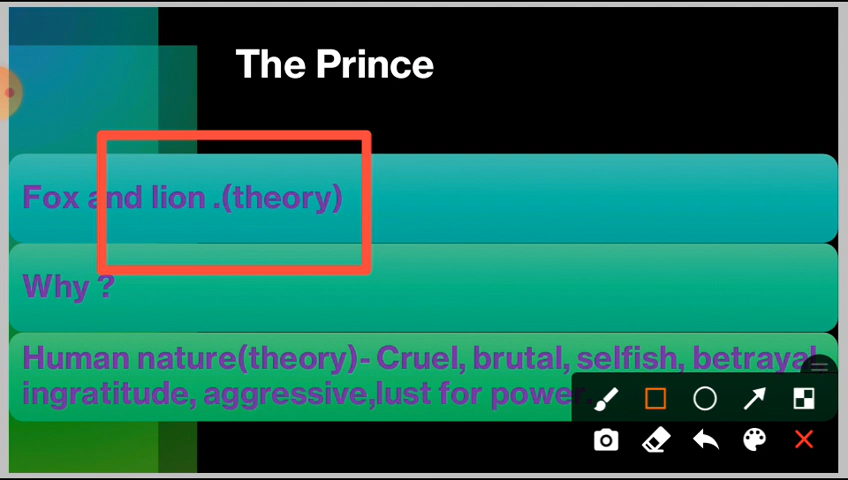 The Prince
Fox and lion .(theory)
Why ?
Human nature(theory)- Cruel, brutal, selfish, betrayal
ingratitude, aggressive,lust for power.